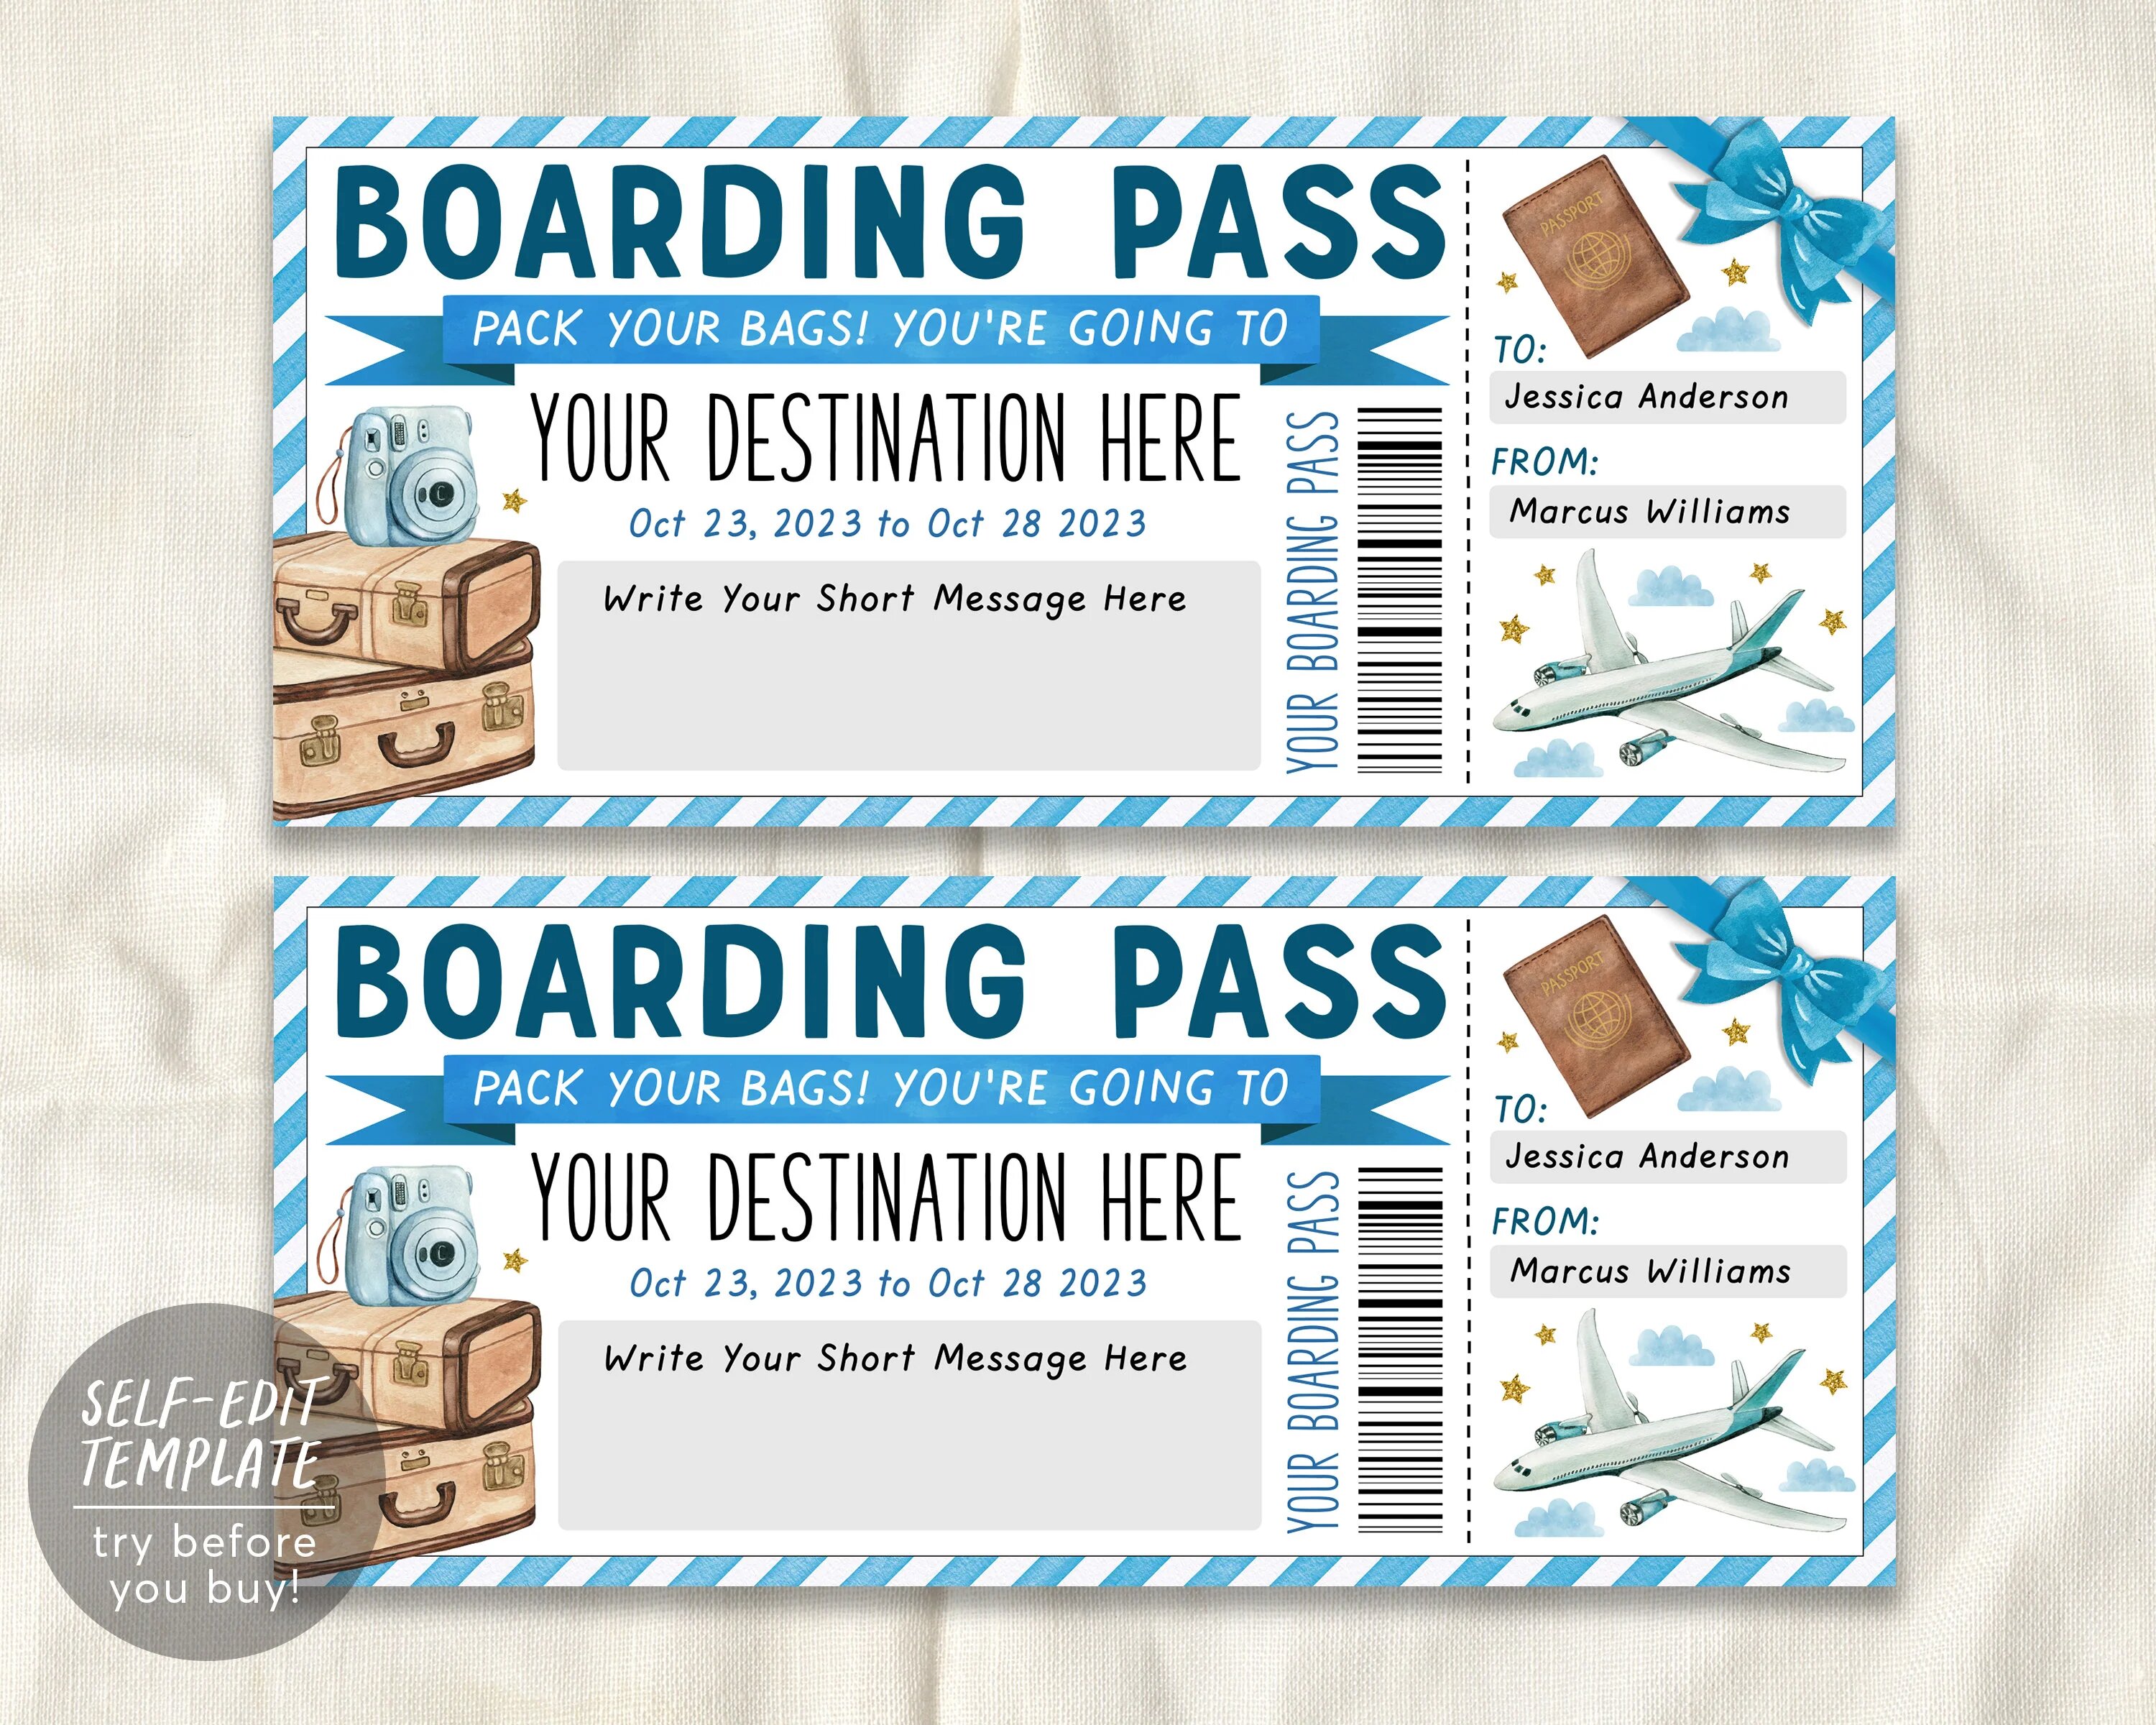 BOARDING PASS
PACK YOUR BAGS! YOU'RE GOING TO
YOUR DESTINATION HERE
Oct 23, 2023 to Oct 28 2023
Write Your Short Message Here
YOUR BOARDING PASS
PASSPORT
TO:
Jessica Anderson
FROM:
Marcus Williams
BOARDING PASS
PACK YOUR BAGS! YOU'RE GOING TO
YOUR DESTINATION HERE
Oct 23, 2023 to Oct 28 2023
Write Your Short Message Here
YOUR BOARDING PASS
PASSPORT
TO:
Jessica Anderson
FROM:
Marcus Williams
SELF-EDIT
TEMPLATE
try before
you buy!